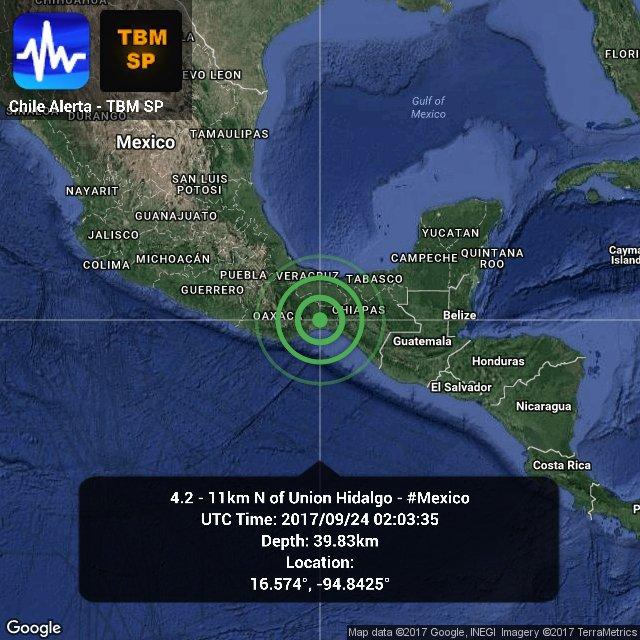 CHIHUAHUA
TBM
SP
NUEVO LEON
Chile Alerta - TBM SP
SINALOA
DURANGO
Mexico
TAMAULIPAS
Gulf of
Mexico
SAN LUIS
POTOSI
NAYARIT
GUANAJUATO
JALISCO
COLIMA
MICHOACÁN
YUCATAN
CAMPECHE
QUINTANA
ROO
PUEBLA
VERACRUZ
TABASCO
GUERRERO
OAXAC
CHIAPAS
Belize
Guatemala
Honduras
El Salvador
Nicaragua
Costa Rica
FLORI
Cayma
Island
P
4.2 - 11km N of Union Hidalgo - #Mexico
UTC Time: 2017/09/24 02:03:35
Depth: 39.83km
Location:
16.574°, -94.8425°
Google
Map data ©2017 Google, INEGI Imagery ©2017 TerraMetrics